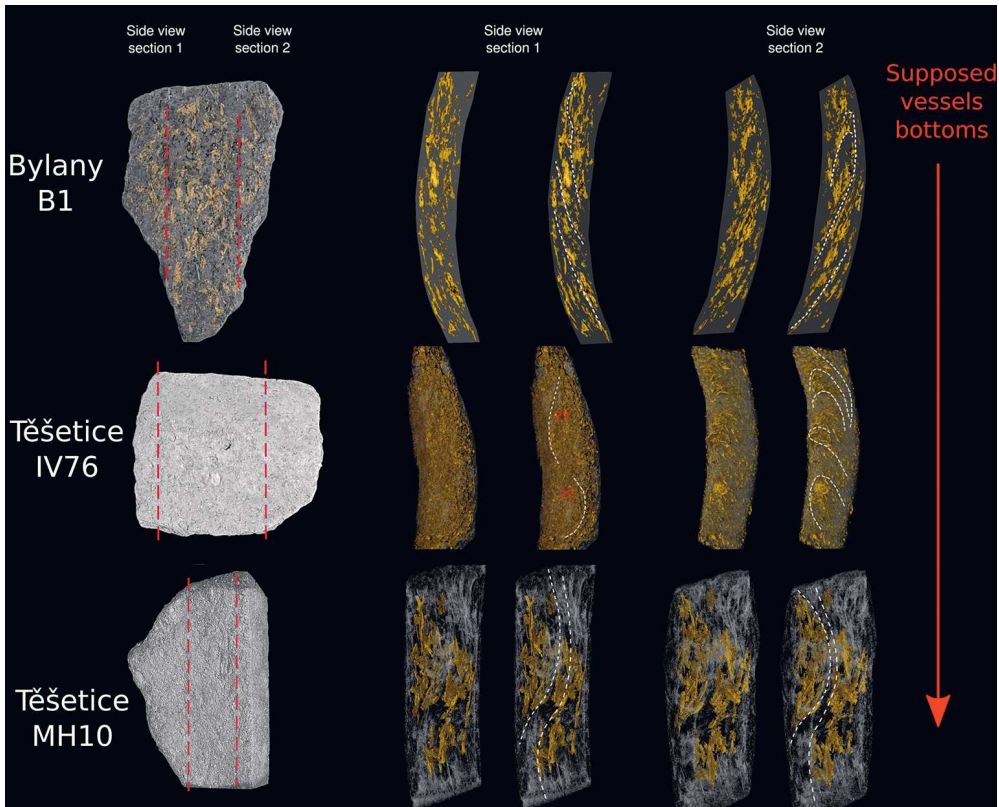 Side view
section 1
Side view
section 2
Side view
section 1
Side view
section 2
Supposed
vessels
bottoms
Bylany
B1
Těšetice
IV76
??
??
Těšetice
MH10